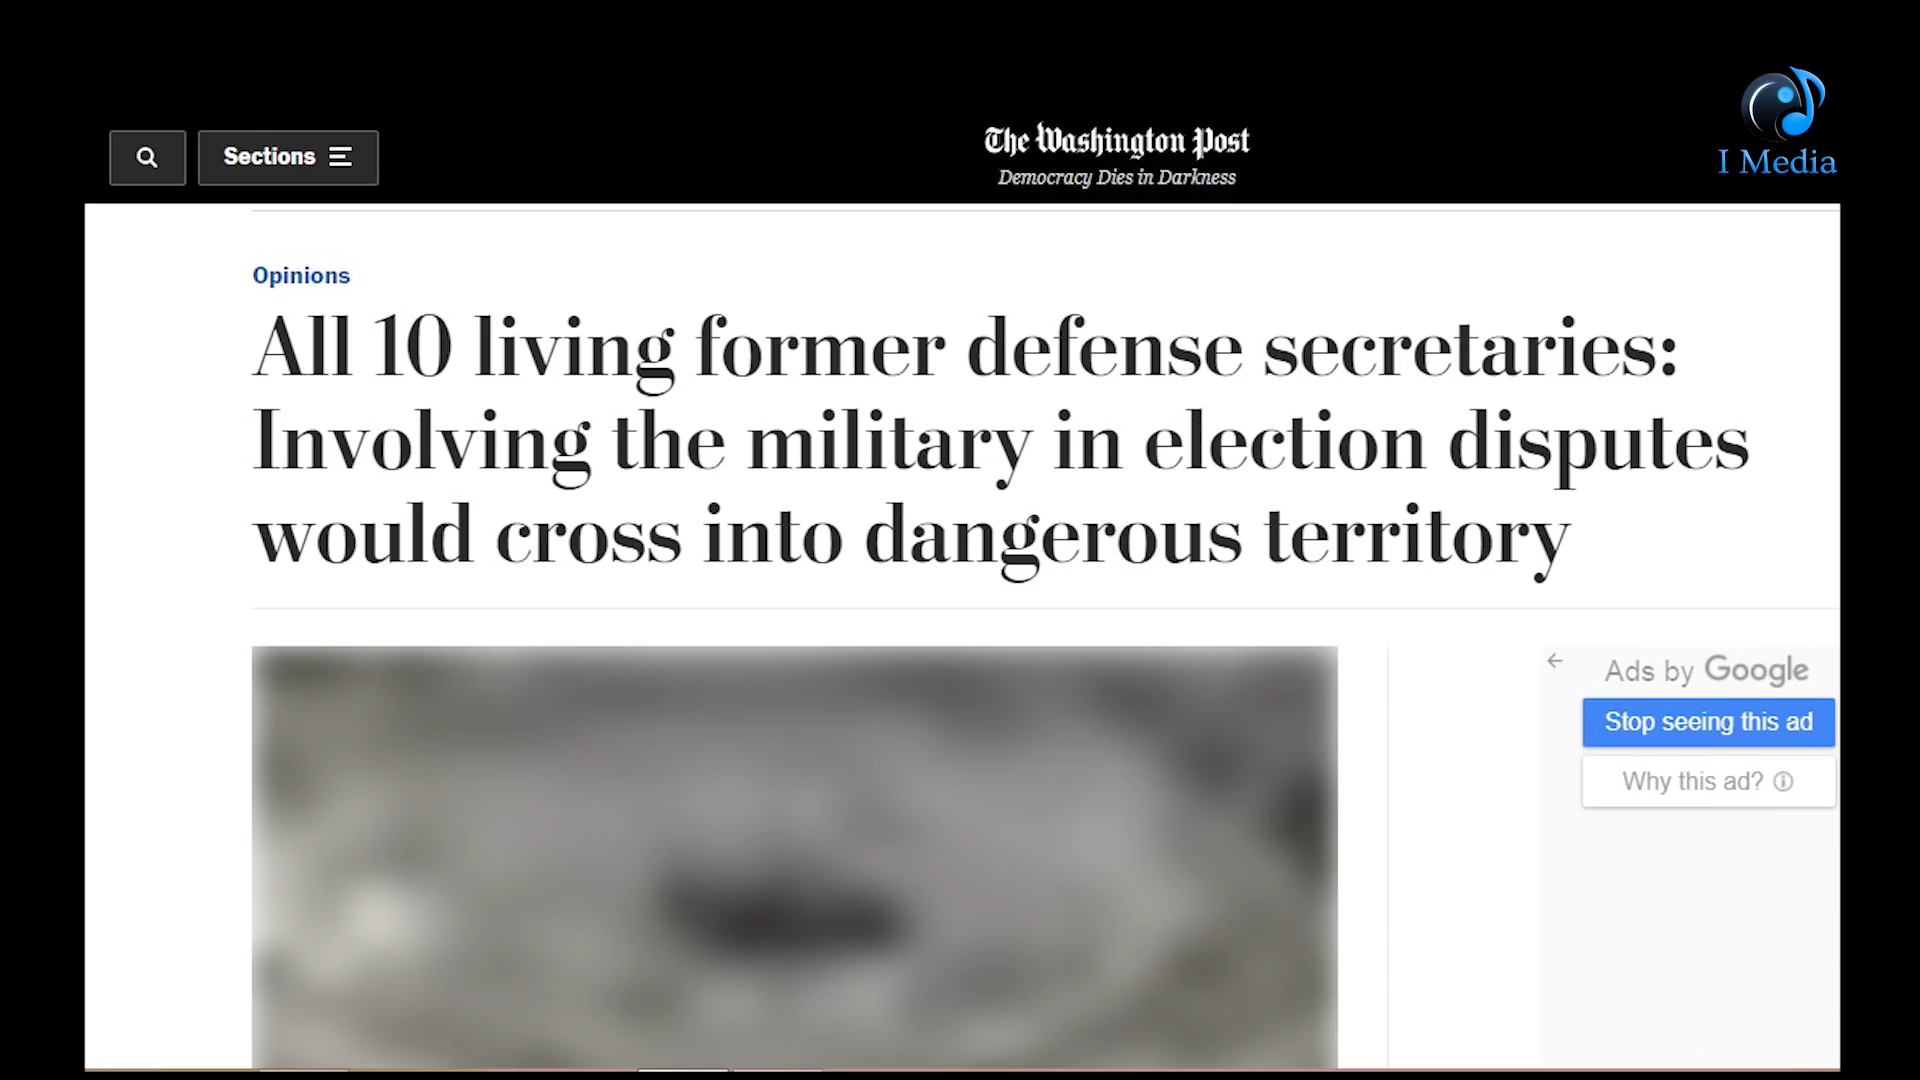 I Media
Sections
The Washington Post
Democracy Dies in Darkness
Opinions
All 10 living former defense secretaries:
Involving the military in election disputes
would cross into dangerous territory
Ads by Google
Stop seeing this ad
Why this ad?